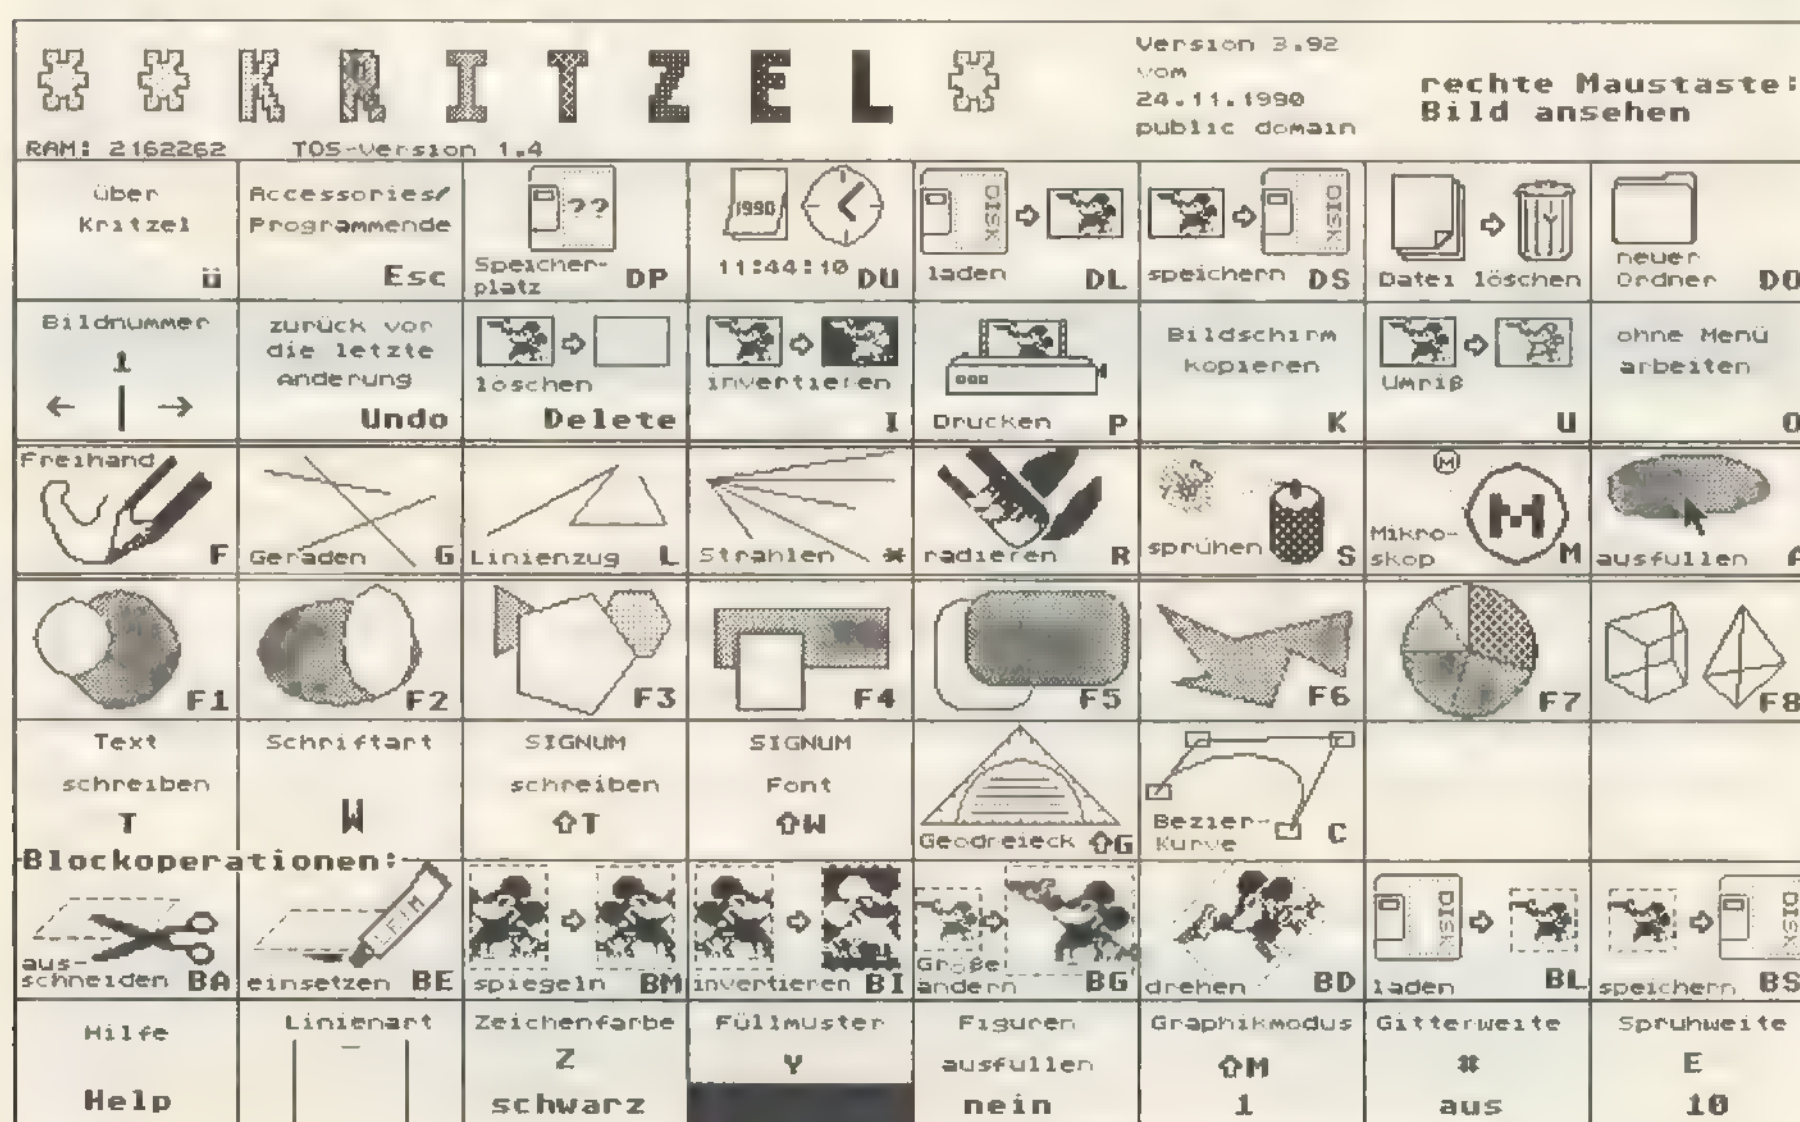 ** KRITZEL *
Version 3.92
vom
24.11.1990
public domain
rechte Maustaste:
Bild ansehen
RAM: 2162262 TOS-Version 1.4
über
Kritzel
ü
Accessories/
Programmende
Esc
??
Speicher-
platz DP
1990
11:44:10 DU
DISK
laden DL
DISK
speichern DS
Datei löschen
neuer
Ordner DO
Bildnummer
1
← | →
zurück vor
die letzte
Änderung
Undo
löschen
Delete
invertieren
I
Drucken P
Bildschirm
kopieren
K
Umriß
U
ohne Menü
arbeiten
O
Freihand
F
Geraden G
Linienzug L
Strahlen *
radieren R
sprühen S
M
M
Mikro-
skop M
ausfüllen A
F1
F2
F3
F4
F5
F6
F7
F8
Text
schreiben
T
Schriftart
W
SIGNUM
schreiben
⇧T
SIGNUM
Font
⇧W
Geodreieck ⇧G
Bezier-
Kurve C
Blockoperationen:
aus-
schneiden BA
LEIM
einsetzen BE
spiegeln BM
invertieren BI
Größe
ändern BG
drehen BD
DISK
laden BL
DISK
speichern BS
Hilfe
Help
Linienart
Zeichenfarbe
Z
schwarz
Füllmuster
Y
Figuren
ausfüllen
nein
Graphikmodus
⇧M
1
Gitterweite
#
aus
Sprühweite
E
10